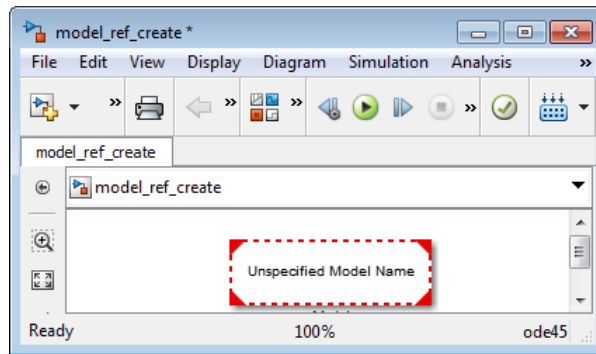 model_ref_create *
File Edit View Display Diagram Simulation Analysis »
» » » »
model_ref_create
model_ref_create
Unspecified Model Name
Ready 100% ode45